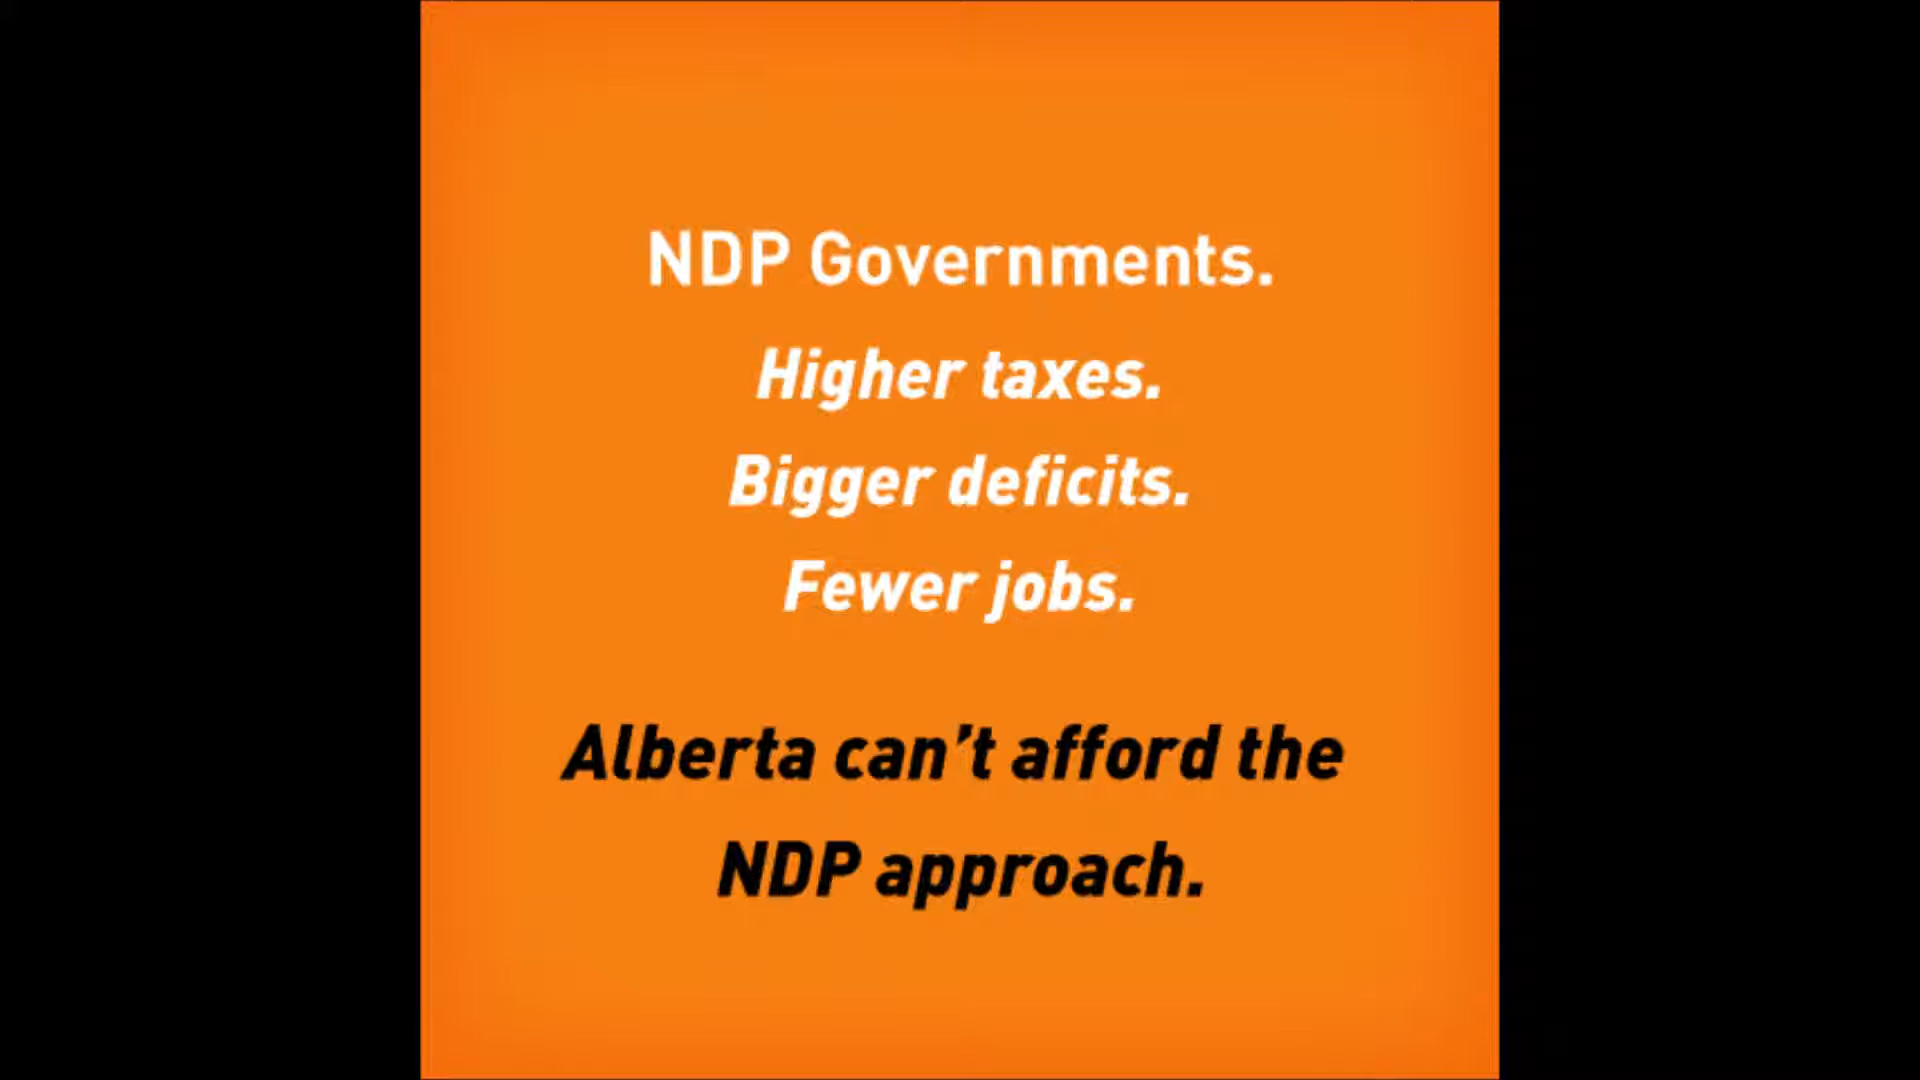 NDP Governments.
Higher taxes.
Bigger deficits.
Fewer jobs.
Alberta can't afford the
NDP approach.